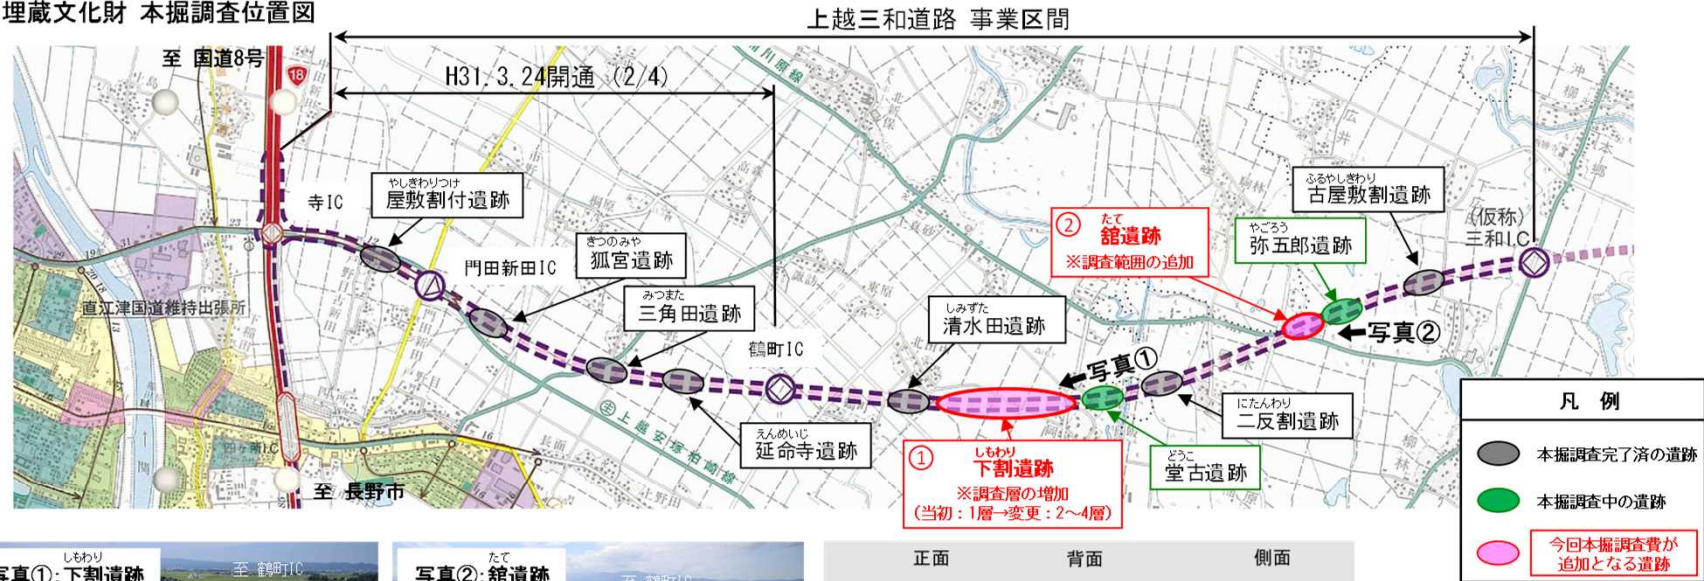 埋蔵文化財 本掘調査位置図
上越三和道路 事業区間
至 国道8号
18
H31.3.24開通 (2/4)
寺IC
やしきわりつけ
屋敷割付遺跡
門田新田IC
きつのみや
狐宮遺跡
みつまた
三角田遺跡
鶴町IC
えんめいじ
延命寺遺跡
しみずた
清水田遺跡
写真①
① しもわり
下割遺跡
※調査層の増加
(当初:1層→変更:2~4層)
どうこ
堂古遺跡
にたんわり
二反割遺跡
② たて
舘遺跡
※調査範囲の追加
写真②
やごろう
弥五郎遺跡
ふるやしきわり
古屋敷割遺跡
(仮称)
三和I.C
直江津国道維持出張所
上越安塚柏崎線
至 長野市
凡 例
本掘調査完了済の遺跡
本掘調査中の遺跡
今回本掘調査費が
追加となる遺跡
しもわり
写真①:下割遺跡
至 鶴町IC
たて
写真②:舘遺跡
至 鶴町IC
正面 背面 側面